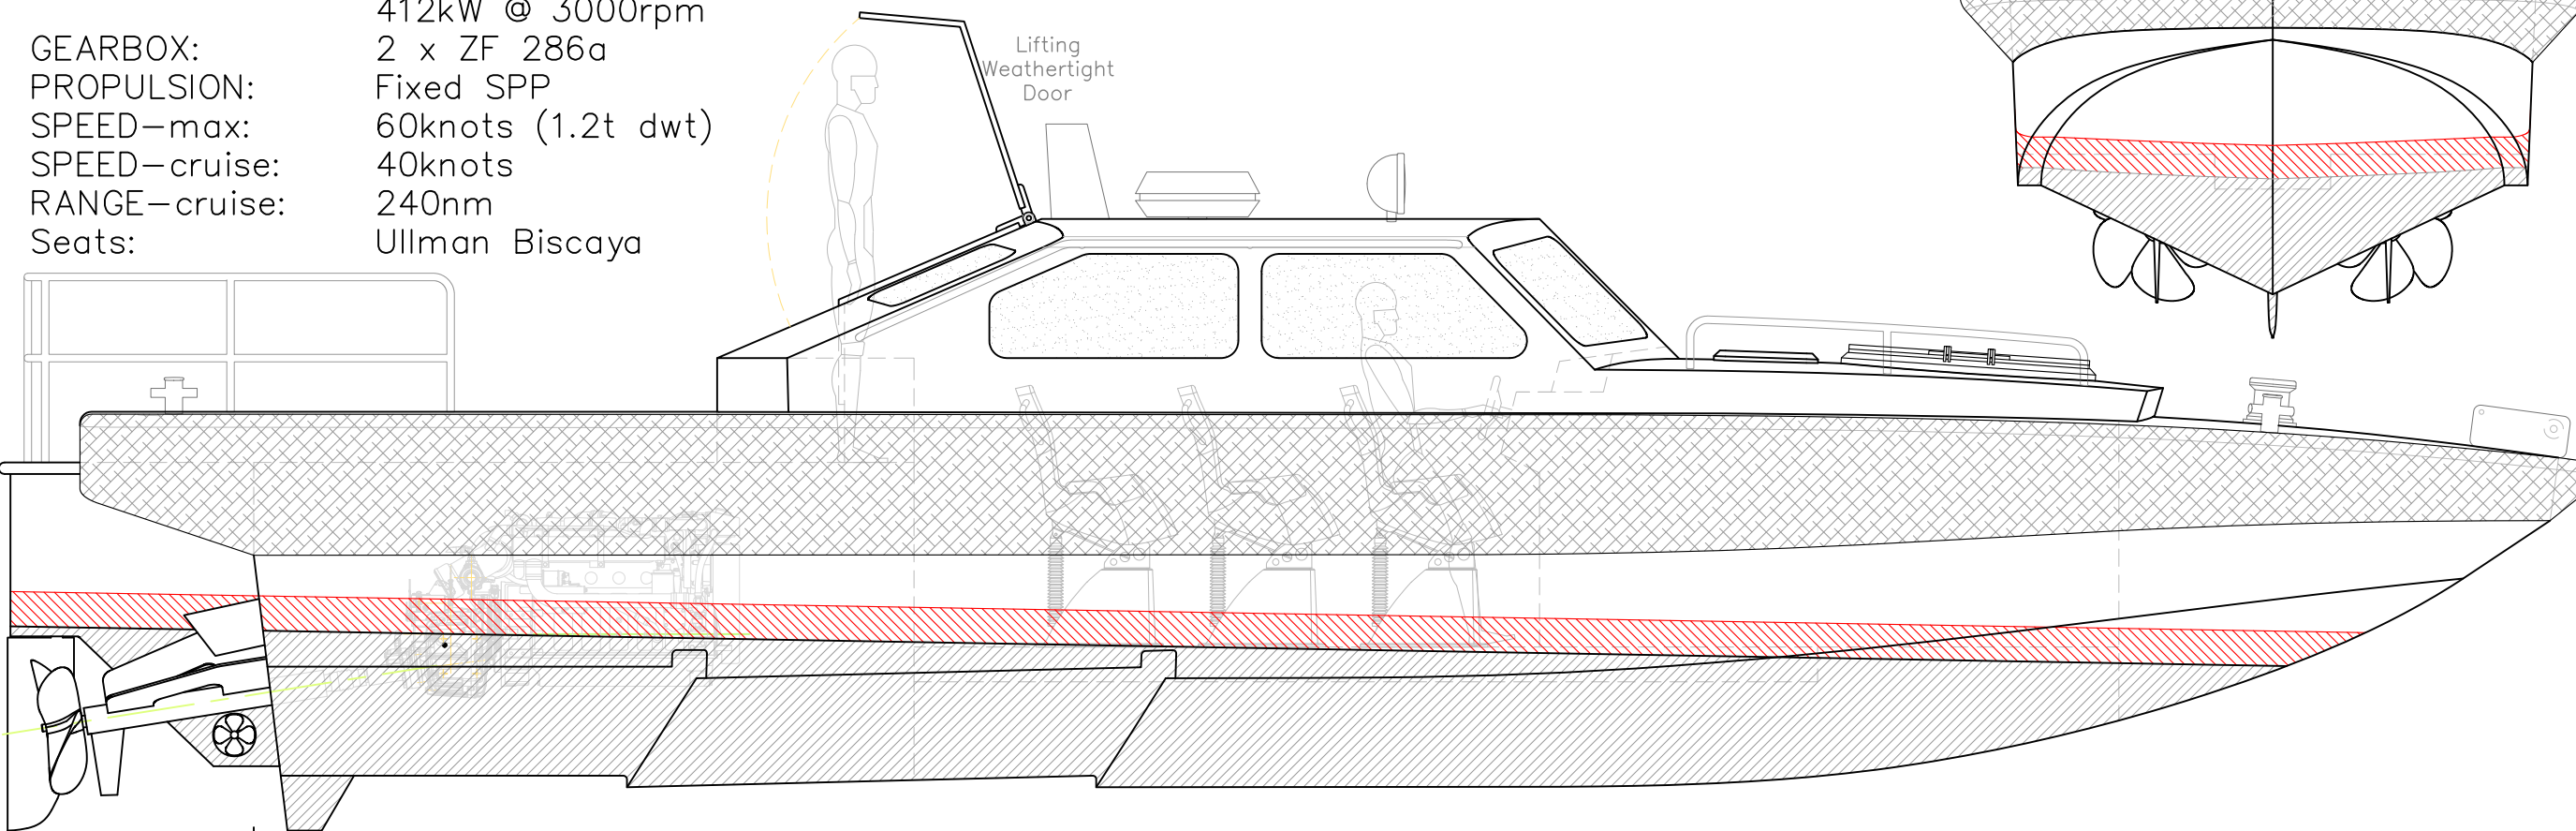 412kW @ 3000rpm
GEARBOX: 2 x ZF 286a
PROPULSION: Fixed SPP
SPEED-max: 60knots (1.2t dwt)
SPEED-cruise: 40knots
RANGE-cruise: 240nm
Seats: Ullman Biscaya
Lifting
Weathertight
Door